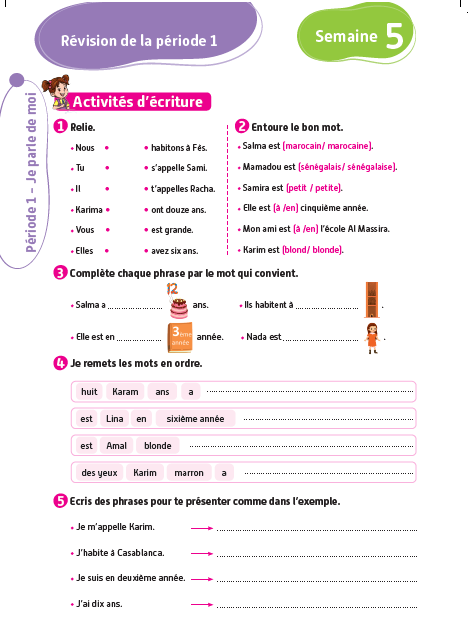 Révision de la période 1
Semaine 5
Période 1 - Je parle de moi
Activités d'écriture
1 Relie.
• Nous • • habitons à Fés.
• Tu • • s'appelle Sami.
• Il • • t'appelles Racha.
• Karima • • ont douze ans.
• Vous • • est grande.
• Elles • • avez six ans.
2 Entoure le bon mot.
• Salma est (marocain/ marocaine).
• Mamadou est (sénégalais/ sénégalaise).
• Samira est (petit / petite).
• Elle est (à /en) cinquième année.
• Mon ami est (à /en) l'école Al Massira.
• Karim est (blond/ blonde).
3 Complète chaque phrase par le mot qui convient.
• Salma a ........................ 12 ans.
• Ils habitent à ........................ .
• Elle est en ........................ 3ème année année.
• Nada est ........................ .
4 Je remets les mots en ordre.
huit Karam ans a ........................
est Lina en sixième année ........................
est Amal blonde ........................
des yeux Karim marron a ........................
5 Ecris des phrases pour te présenter comme dans l'exemple.
• Je m'appelle Karim. ........................
• J'habite à Casablanca. ........................
• Je suis en deuxième année. ........................
• J'ai dix ans. ........................